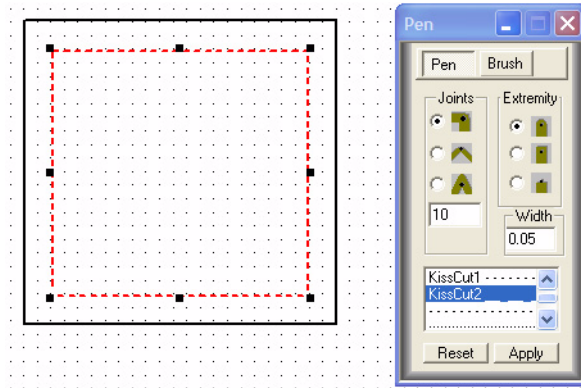 Pen
Pen Brush
Joints Extremity
10
Width
0.05
KissCut1
KissCut2
Reset Apply